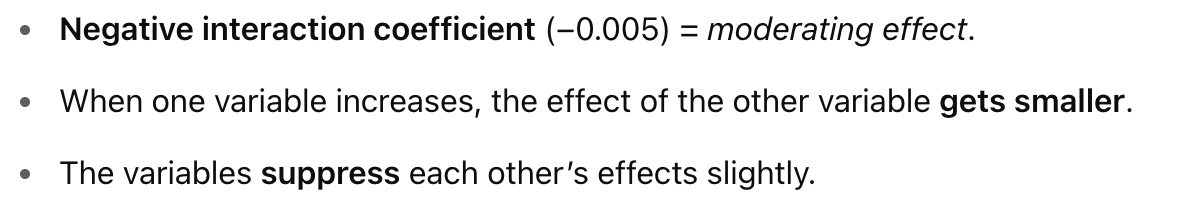 • Negative interaction coefficient (−0.005) = moderating effect.
• When one variable increases, the effect of the other variable gets smaller.
• The variables suppress each other’s effects slightly.